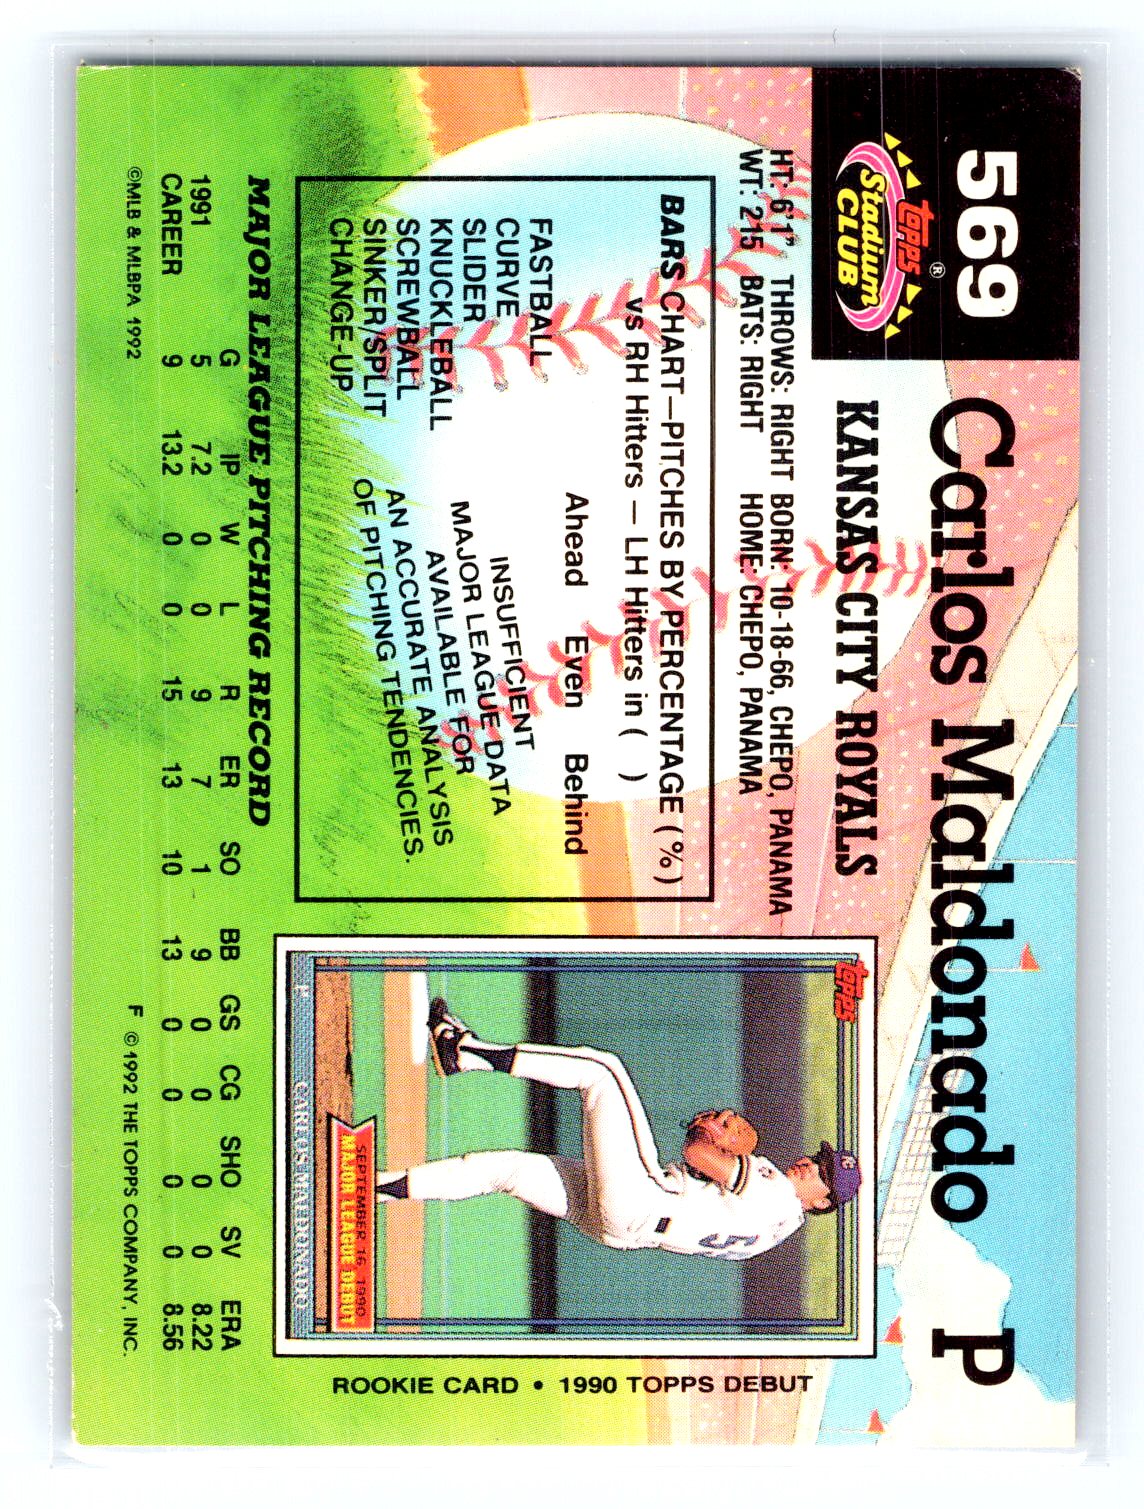 569
TOPPS®
Stadium
CLUB
Carlos Maldonado P
KANSAS CITY ROYALS
HT: 6'1" THROWS: RIGHT BORN: 10-18-66, CHEPO, PANAMA
WT: 215 BATS: RIGHT HOME: CHEPO, PANAMA
BARS CHART—PITCHES BY PERCENTAGE (%)
vs RH Hitters — LH Hitters in ( )
Ahead Even Behind
FASTBALL
CURVE
SLIDER
KNUCKLEBALL
SCREWBALL
SINKER/SPLIT
CHANGE-UP
INSUFFICIENT
MAJOR LEAGUE DATA
AVAILABLE FOR
AN ACCURATE ANALYSIS
OF PITCHING TENDENCIES.
TOPPS
SEPTEMBER 16, 1990
MAJOR LEAGUE DEBUT
P CARLOS MALDONADO
ROOKIE CARD • 1990 TOPPS DEBUT
MAJOR LEAGUE PITCHING RECORD
G IP W L R ER SO BB GS CG SHO SV ERA
1991 5 7.2 0 0 9 7 1 9 0 0 0 0 8.22
CAREER 9 13.2 0 0 15 13 10 13 0 0 0 0 8.56
©MLB & MLBPA 1992 F ©1992 THE TOPPS COMPANY, INC.